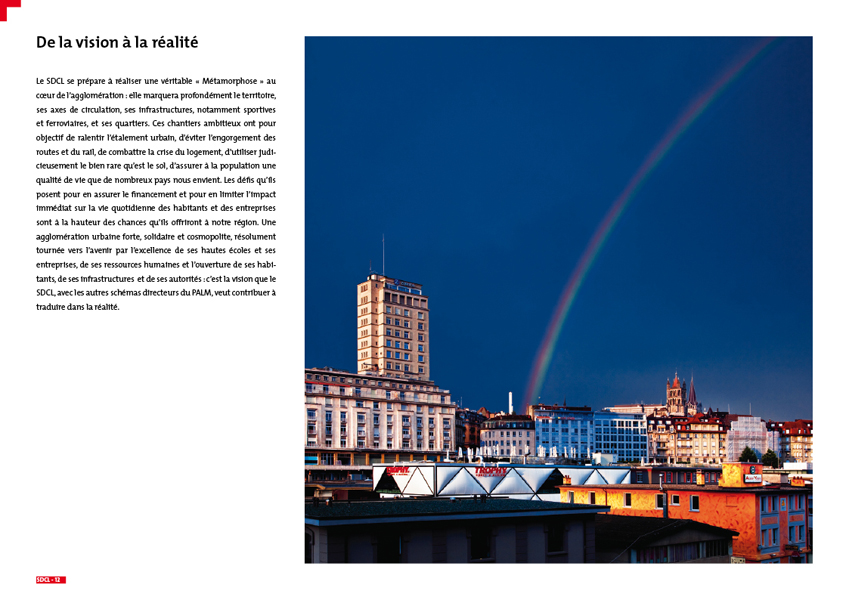 De la vision à la réalité
Le SDCL se prépare à réaliser une véritable « Métamorphose » au
cœur de l'agglomération : elle marquera profondément le territoire,
ses axes de circulation, ses infrastructures, notamment sportives
et ferroviaires, et ses quartiers. Ces chantiers ambitieux ont pour
objectif de ralentir l'étalement urbain, d'éviter l'engorgement des
routes et du rail, de combattre la crise du logement, d'utiliser judi-
cieusement le bien rare qu'est le sol, d'assurer à la population une
qualité de vie que de nombreux pays nous envient. Les défis qu'ils
posent pour en assurer le financement et pour en limiter l'impact
immédiat sur la vie quotidienne des habitants et des entreprises
sont à la hauteur des chances qu'ils offriront à notre région. Une
agglomération urbaine forte, solidaire et cosmopolite, résolument
tournée vers l'avenir par l'excellence de ses hautes écoles et ses
entreprises, de ses ressources humaines et l'ouverture de ses habi-
tants, de ses infrastructures et de ses autorités : c'est la vision que le
SDCL, avec les autres schémas directeurs du PALM, veut contribuer à
traduire dans la réalité.
TROPHY
SDCL - 12